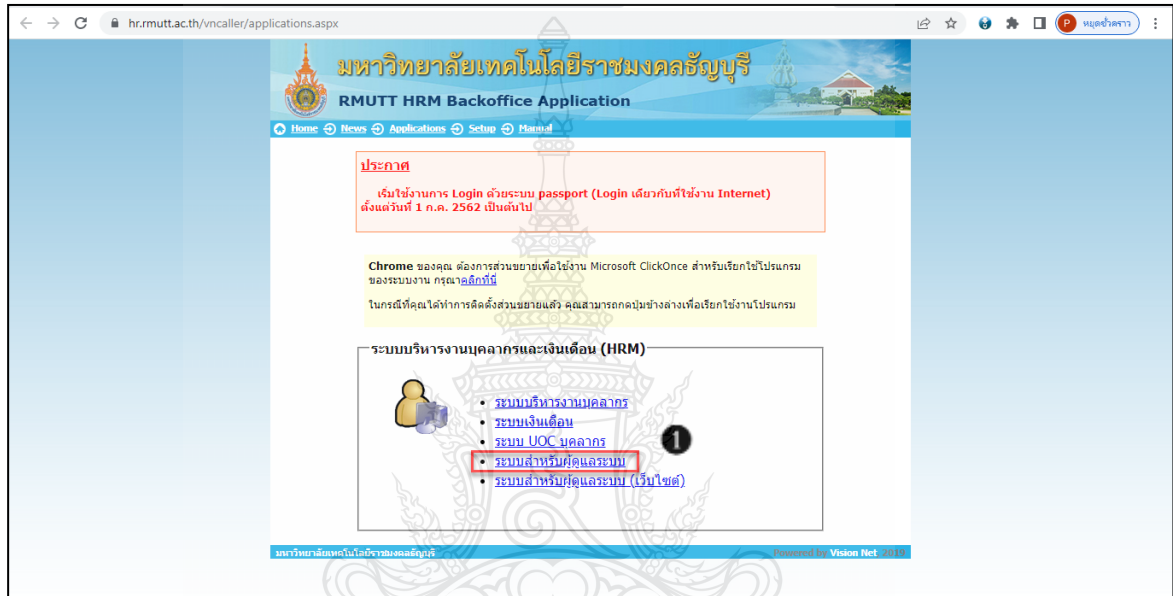 hr.rmutt.ac.th/vncaller/applications.aspx
P หยุดชั่วคราว
มหาวิทยาลัยเทคโนโลยีราชมงคลธัญบุรี
RMUTT HRM Backoffice Application
Home News Applications Setup Manual
ประกาศ
เริ่มใช้งานการ Login ด้วยระบบ passport (Login เดียวกับที่ใช้งาน Internet)
ตั้งแต่วันที่ 1 ก.ค. 2562 เป็นต้นไป
Chrome ของคุณ ต้องการส่วนขยายเพื่อใช้งาน Microsoft ClickOnce สำหรับเรียกใช้โปรแกรม
ของระบบงาน กรุณาคลิกที่นี่
ในกรณีที่คุณได้ทำการติดตั้งส่วนขยายแล้ว คุณสามารถกดปุ่มข้างล่างเพื่อเรียกใช้งานโปรแกรม
ระบบบริหารงานบุคลากรและเงินเดือน (HRM)
ระบบบริหารงานบุคลากร
ระบบเงินเดือน
ระบบ UOC บุคลากร
1
ระบบสำหรับผู้ดูแลระบบ
ระบบสำหรับผู้ดูแลระบบ (เว็บไซต์)
มหาวิทยาลัยเทคโนโลยีราชมงคลธัญบุรี
Powered by Vision Net 2019